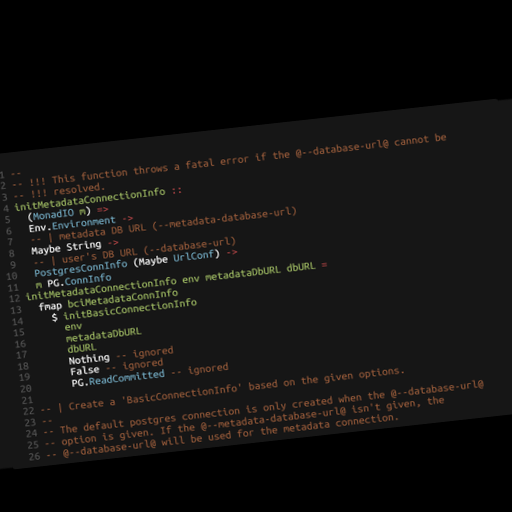 1 --
2 -- !!! This function throws a fatal error if the @--database-url@ cannot be
3 -- !!! resolved.
4 initMetadataConnectionInfo ::
5 (MonadIO m) =>
6 Env.Environment ->
7 -- | metadata DB URL (--metadata-database-url)
8 Maybe String ->
9 -- | user's DB URL (--database-url)
10 PostgresConnInfo (Maybe UrlConf) ->
11 m PG.ConnInfo
12 initMetadataConnectionInfo env metadataDbURL dbURL =
13 fmap bciMetadataConnInfo
14 $ initBasicConnectionInfo
15 env
16 metadataDbURL
17 dbURL
18 Nothing -- ignored
19 False -- ignored
20 PG.ReadCommitted -- ignored
21
22 -- | Create a 'BasicConnectionInfo' based on the given options.
23 --
24 -- The default postgres connection is only created when the @--database-url@
25 -- option is given. If the @--metadata-database-url@ isn't given, the
26 -- @--database-url@ will be used for the metadata connection.